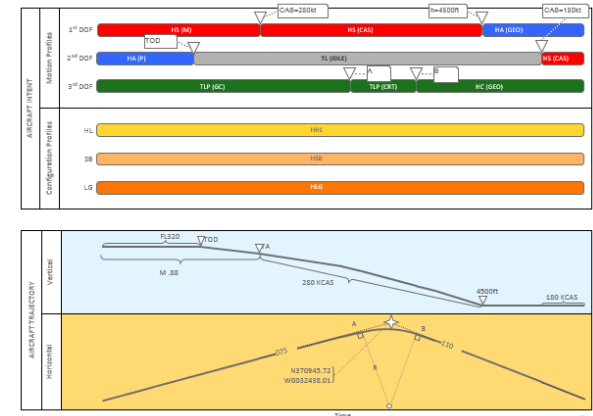 CAS=280kt
h=4500ft
CAS=180kt
1st DOF
HS (M)
HS (CAS)
HA (GEO)
TOD
2nd DOF
HA (P)
TL (IDLE)
HS (CAS)
A
B
3rd DOF
TLP (GC)
TLP (CRT)
HC (GEO)
AIRCRAFT INTENT
Motion Profiles
Configuration Profiles
HL
HHL
SB
HSB
LG
HLG
AIRCRAFT TRAJECTORY
Vertical
FL320
TOD
TA
M .88
280 KCAS
4500ft
180 KCAS
Horizontal
A
B
075
110
N370945.72
W0032438.01
R
Time